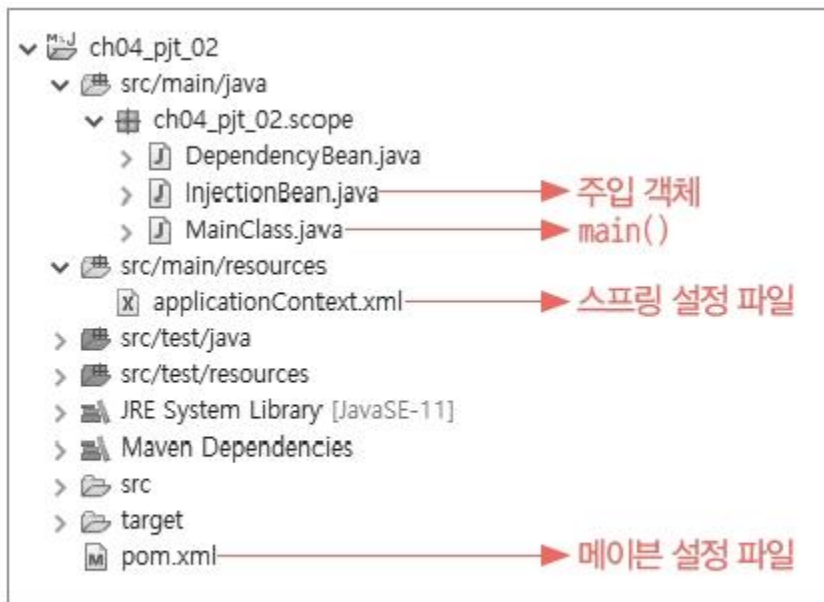 ch04_pjt_02
src/main/java
ch04_pjt_02.scope
DependencyBean.java
InjectionBean.java 주입 객체
MainClass.java main()
src/main/resources
applicationContext.xml 스프링 설정 파일
src/test/java
src/test/resources
JRE System Library [JavaSE-11]
Maven Dependencies
src
target
pom.xml 메이븐 설정 파일